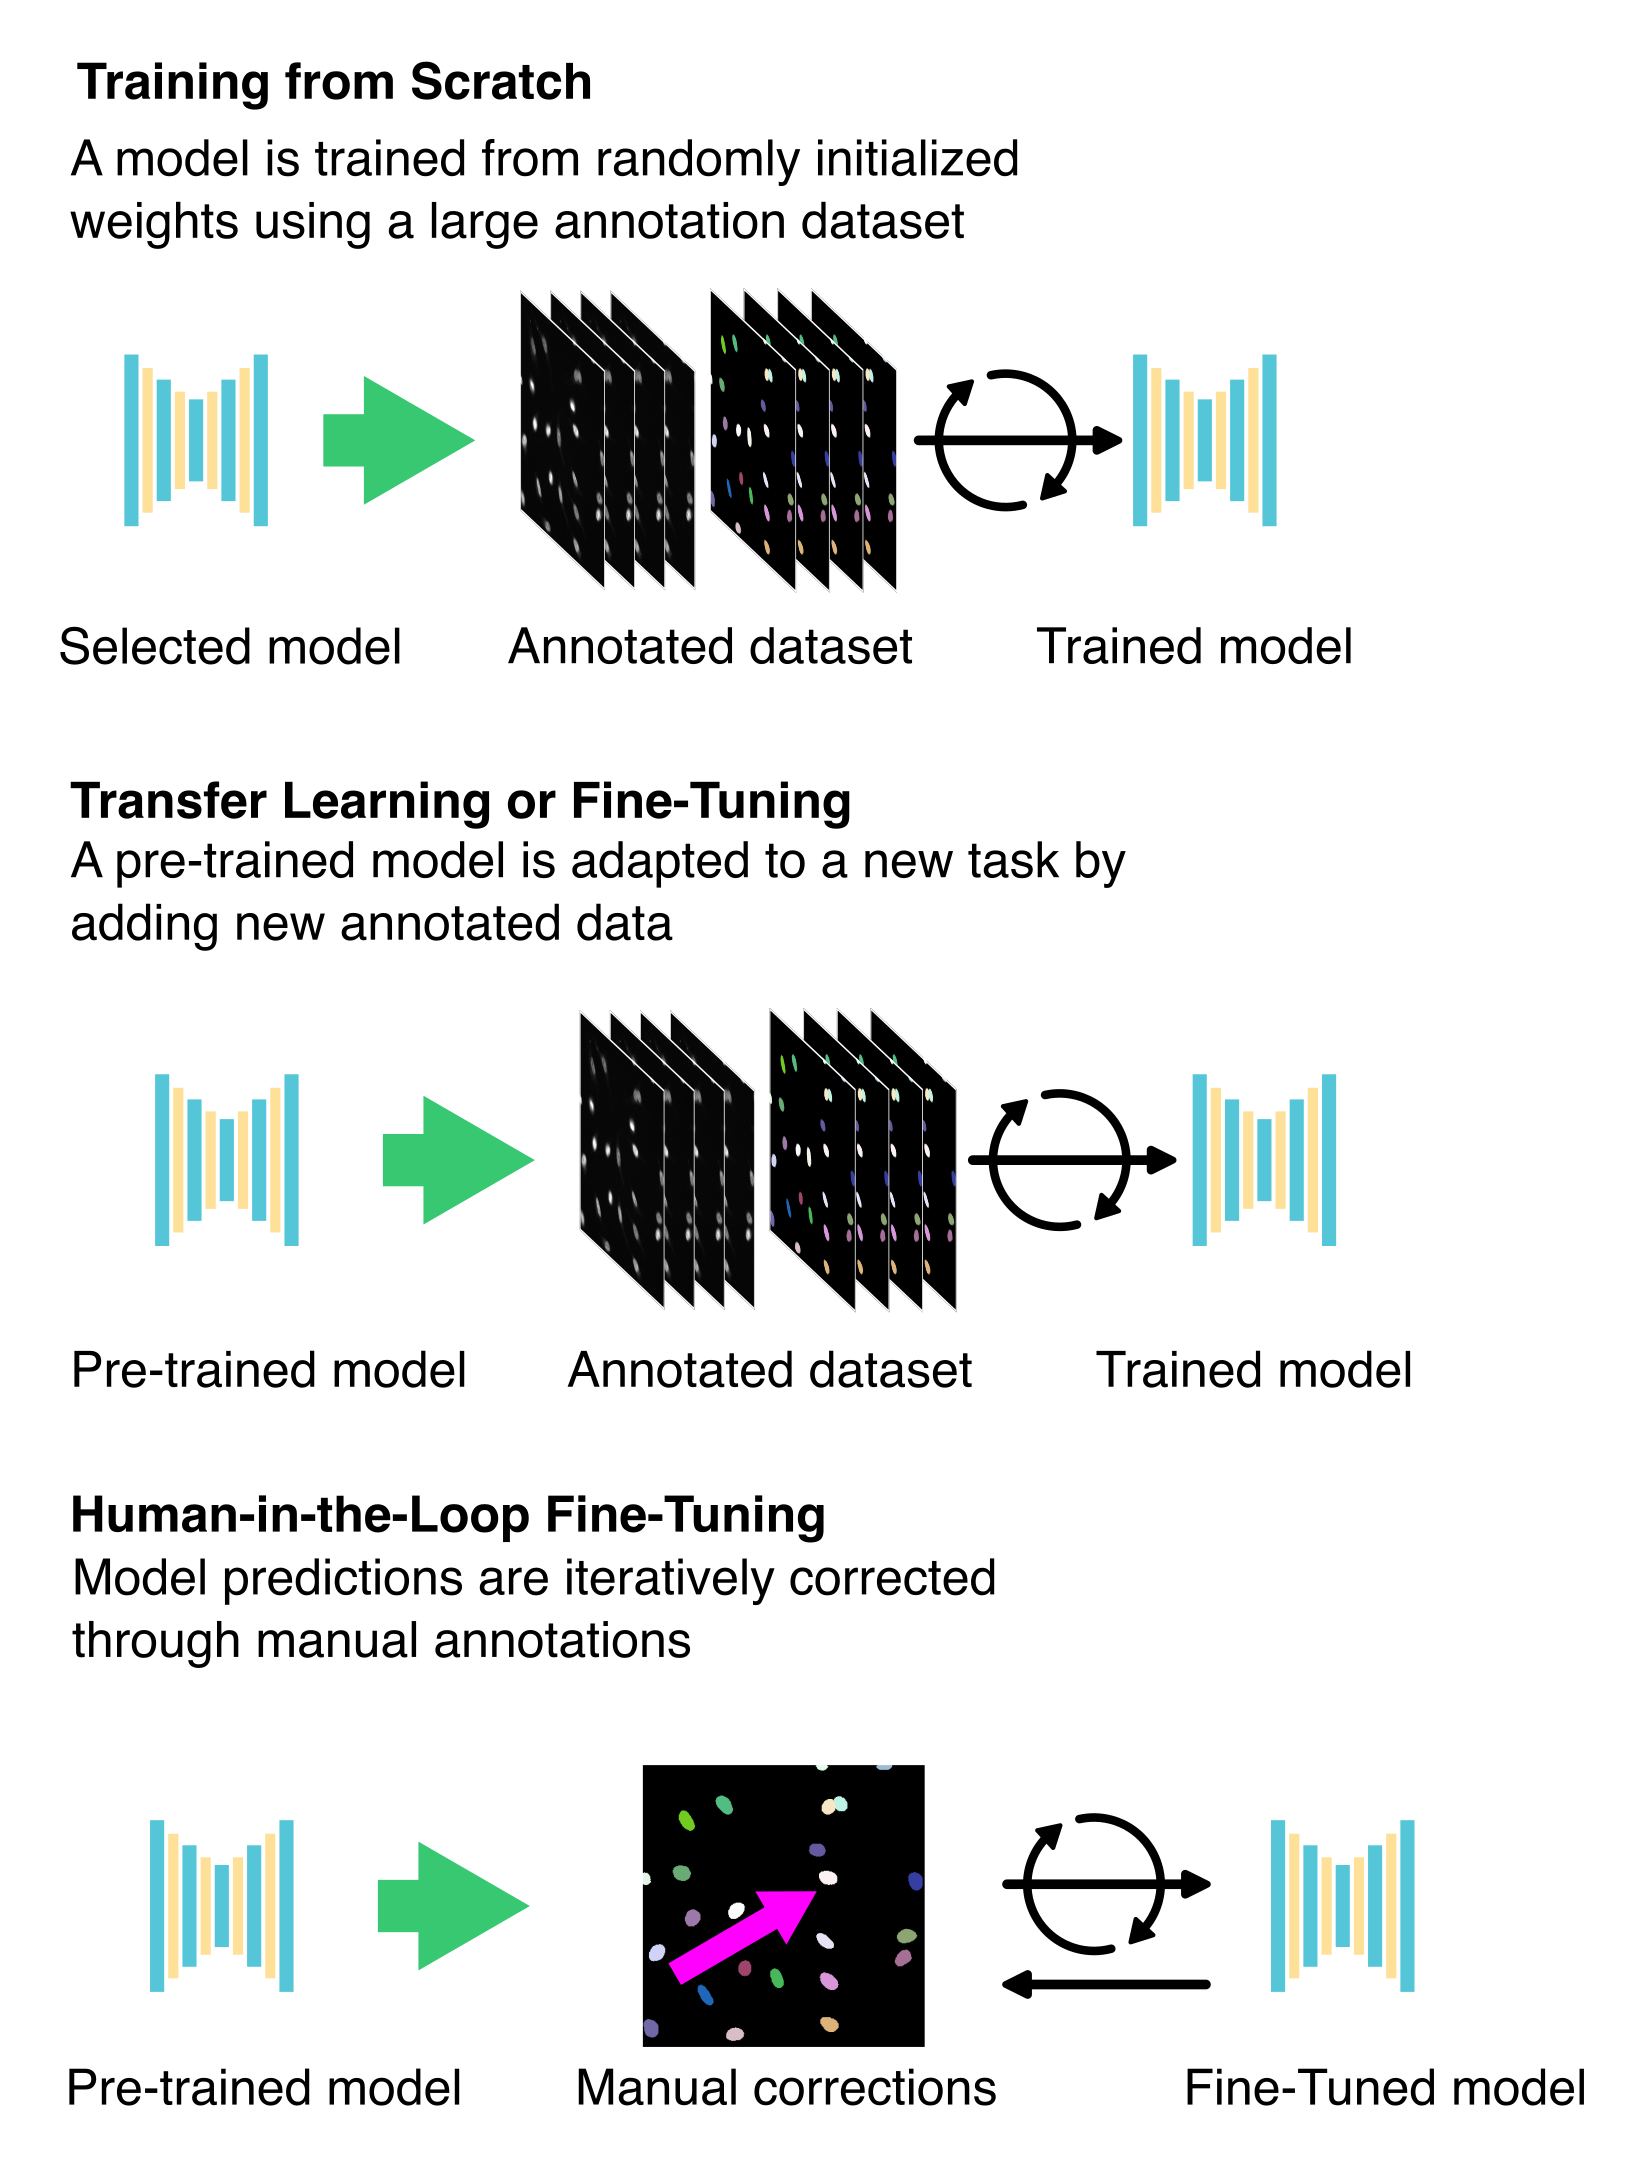 Training from Scratch
A model is trained from randomly initialized
weights using a large annotation dataset
Selected model
Annotated dataset
Trained model
Transfer Learning or Fine-Tuning
A pre-trained model is adapted to a new task by
adding new annotated data
Pre-trained model
Annotated dataset
Trained model
Human-in-the-Loop Fine-Tuning
Model predictions are iteratively corrected
through manual annotations
Pre-trained model
Manual corrections
Fine-Tuned model